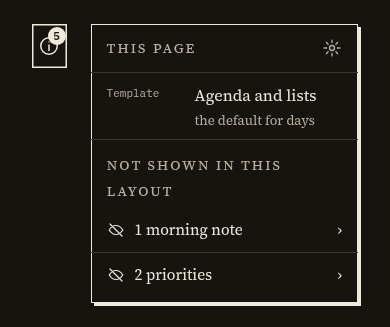 5
THIS PAGE
Template
Agenda and lists
the default for days
NOT SHOWN IN THIS
LAYOUT
1 morning note
2 priorities